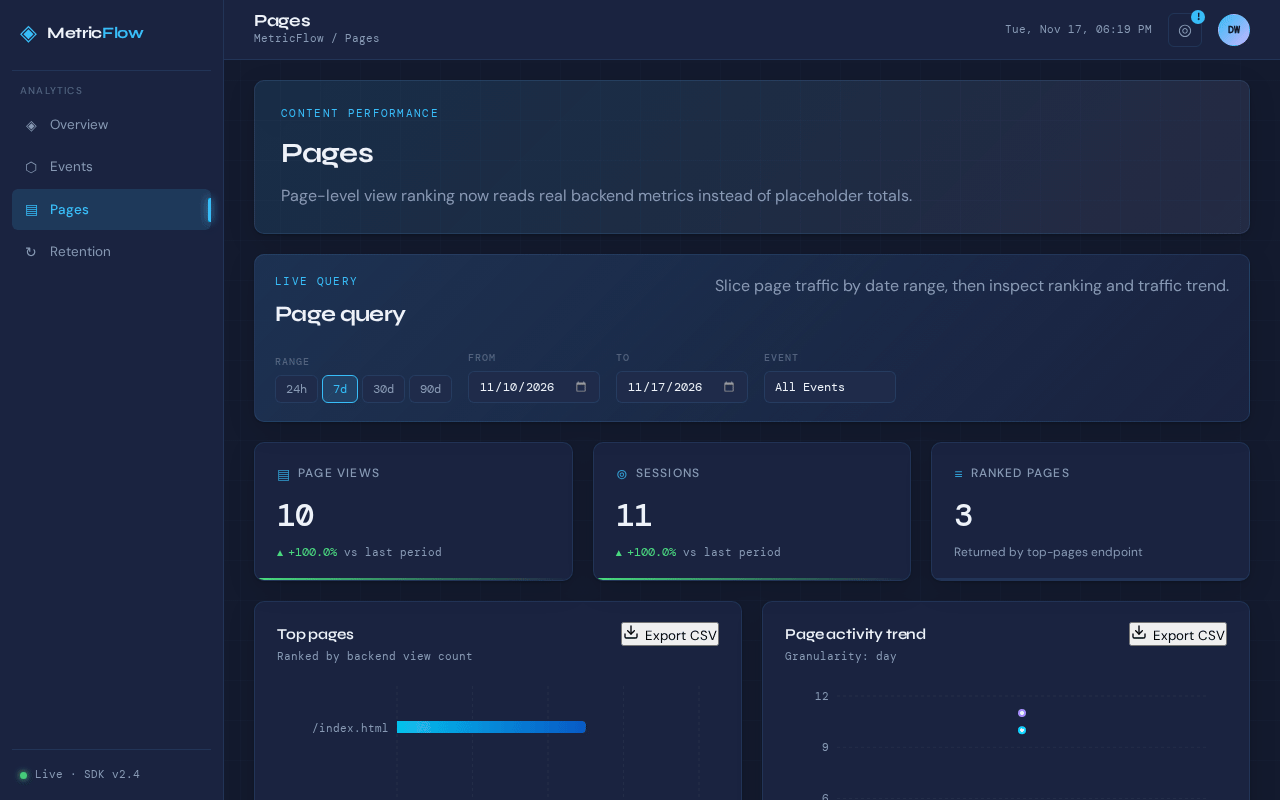 MetricFlow
ANALYTICS
Overview
Events
Pages
Retention
Live · SDK v2.4
Pages
MetricFlow / Pages
Tue, Nov 17, 06:19 PM
!
DW
CONTENT PERFORMANCE
Pages
Page-level view ranking now reads real backend metrics instead of placeholder totals.
LIVE QUERY
Page query
Slice page traffic by date range, then inspect ranking and traffic trend.
RANGE
24h 7d 30d 90d
FROM
11/10/2026
TO
11/17/2026
EVENT
All Events
PAGE VIEWS
10
▲ +100.0% vs last period
SESSIONS
11
▲ +100.0% vs last period
RANKED PAGES
3
Returned by top-pages endpoint
Top pages
Ranked by backend view count
Export CSV
/index.html
Page activity trend
Granularity: day
Export CSV
12
9
6